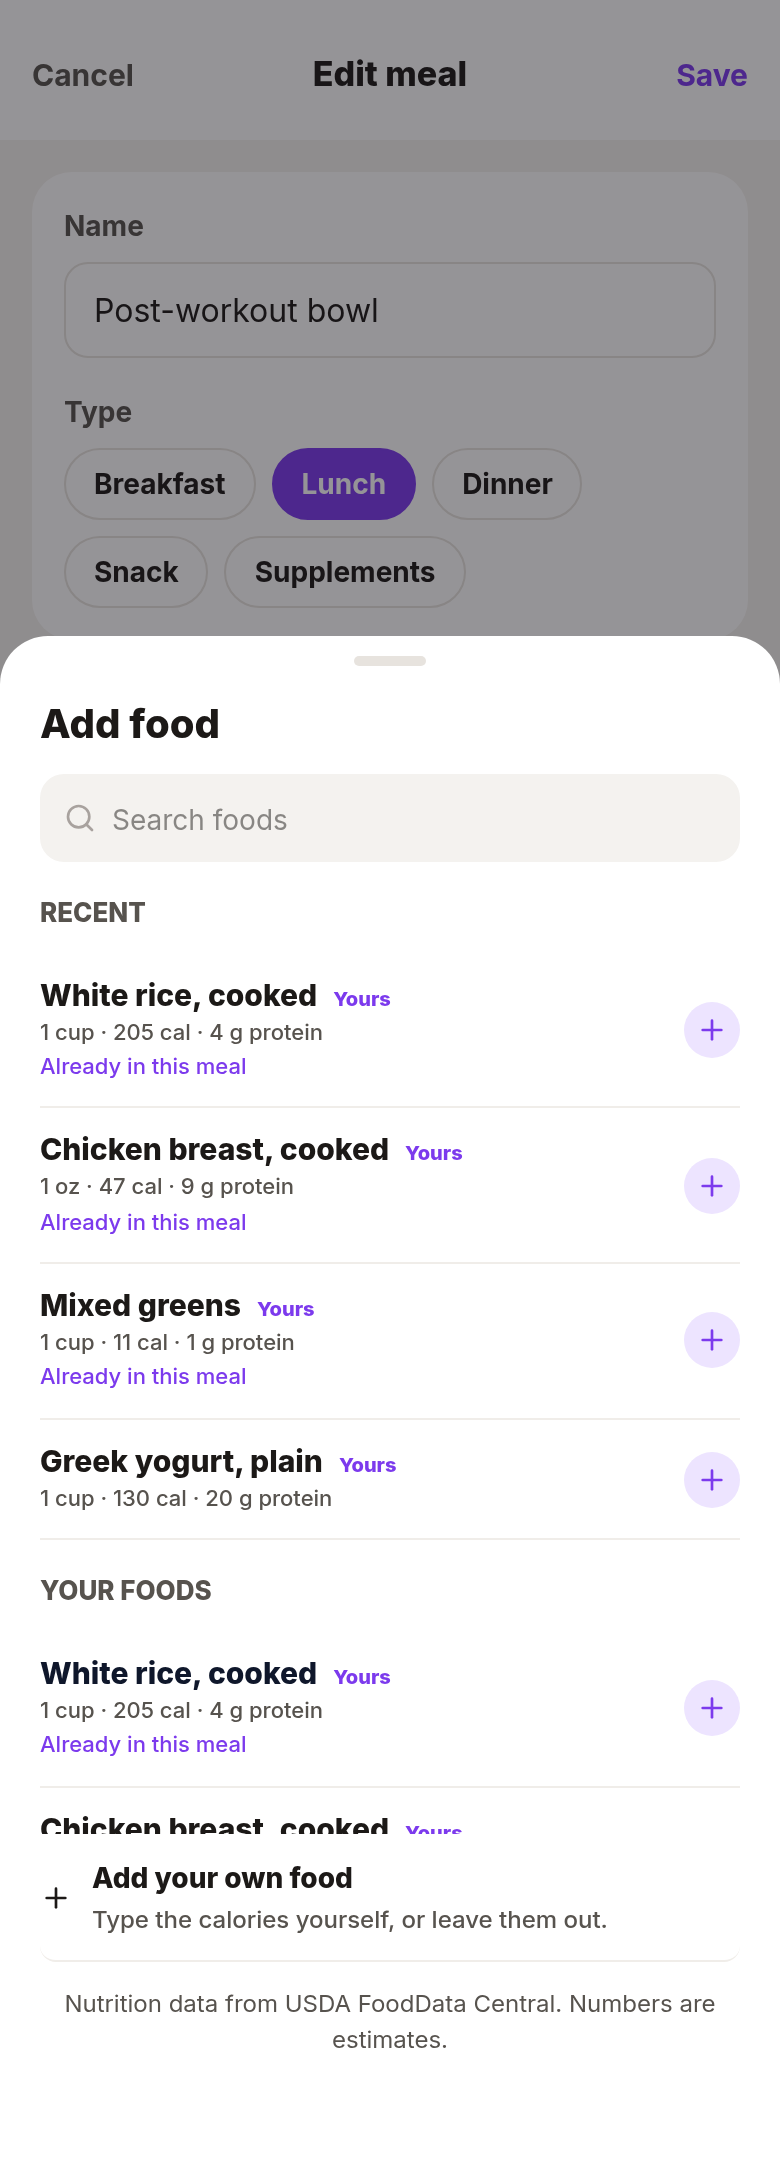 Cancel
Edit meal
Save
Name
Post-workout bowl
Type
Breakfast
Lunch
Dinner
Snack
Supplements
Add food
Search foods
RECENT
White rice, cooked Yours
1 cup · 205 cal · 4 g protein
Already in this meal
Chicken breast, cooked Yours
1 oz · 47 cal · 9 g protein
Already in this meal
Mixed greens Yours
1 cup · 11 cal · 1 g protein
Already in this meal
Greek yogurt, plain Yours
1 cup · 130 cal · 20 g protein
YOUR FOODS
White rice, cooked Yours
1 cup · 205 cal · 4 g protein
Already in this meal
Chicken breast, cooked Yours
Add your own food
Type the calories yourself, or leave them out.
Nutrition data from USDA FoodData Central. Numbers are
estimates.